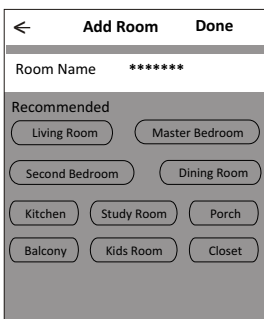 ← Add Room Done
Room Name *******
Recommended
Living Room Master Bedroom
Second Bedroom Dining Room
Kitchen Study Room Porch
Balcony Kids Room Closet